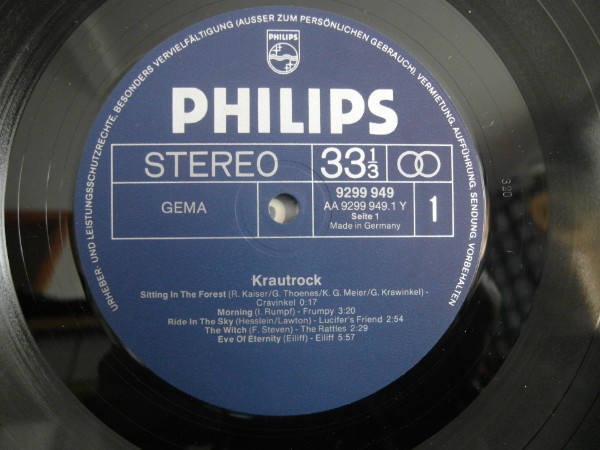 URHEBER- UND LEISTUNGSSCHUTZRECHTE, BESONDERS VERVIELFÄLTIGUNG (AUSSER ZUM PERSÖNLICHEN GEBRAUCH), VERMIETUNG, AUFFÜHRUNG, SENDUNG, VORBEHALTEN
PHILIPS
PHILIPS
STEREO 33 1/3
GEMA
9299 949
AA 9299 949.1 Y
Seite 1
Made in Germany
1
Krautrock
Sitting In The Forest (R. Kaiser/G. Thoenes/K. G. Meier/G. Krawinkel) -
Cravinkel 0:17
Morning (I. Rumpf) - Frumpy 3:20
Ride In The Sky (Hesslein/Lawton) - Lucifer's Friend 2:54
The Witch (F. Steven) - The Rattles 2:29
Eve Of Eternity (Eiliff) - Eiliff 5:57
320